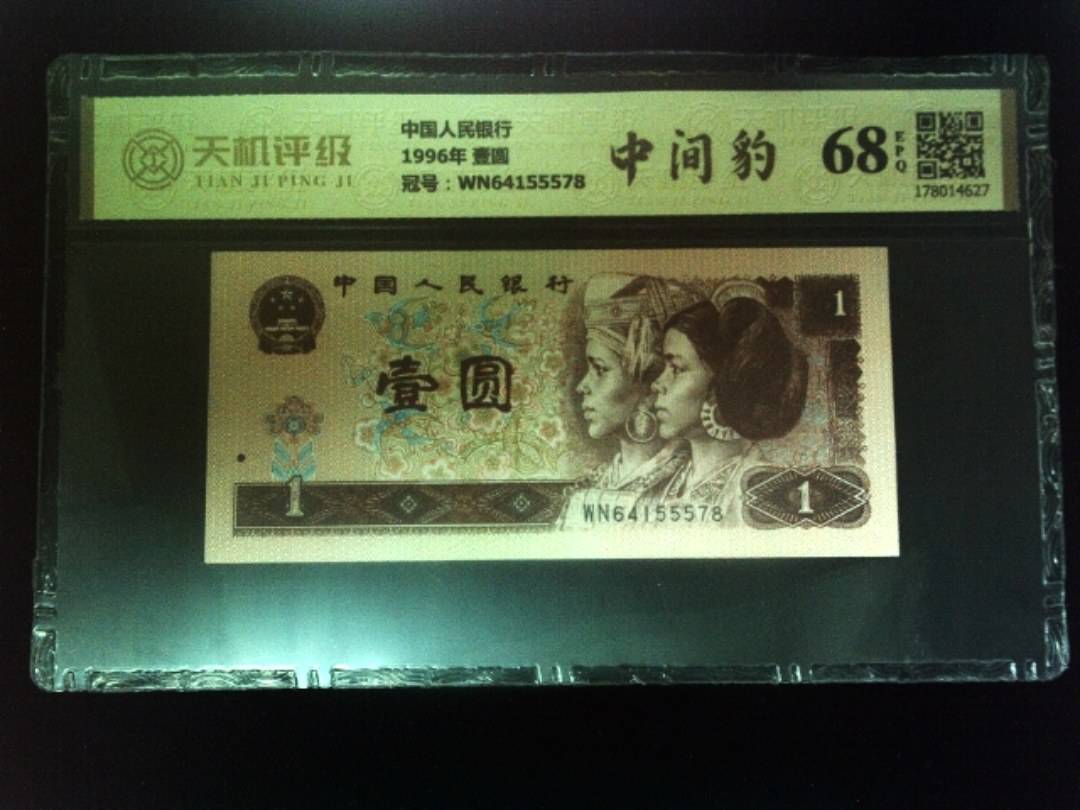 天机评级
TIAN JI PING JI
中国人民银行
1996年 壹圆
冠号：WN64155578
中间豹
68
EPQ
178014627
中国人民银行
1
壹圆
1
WN64155578
1